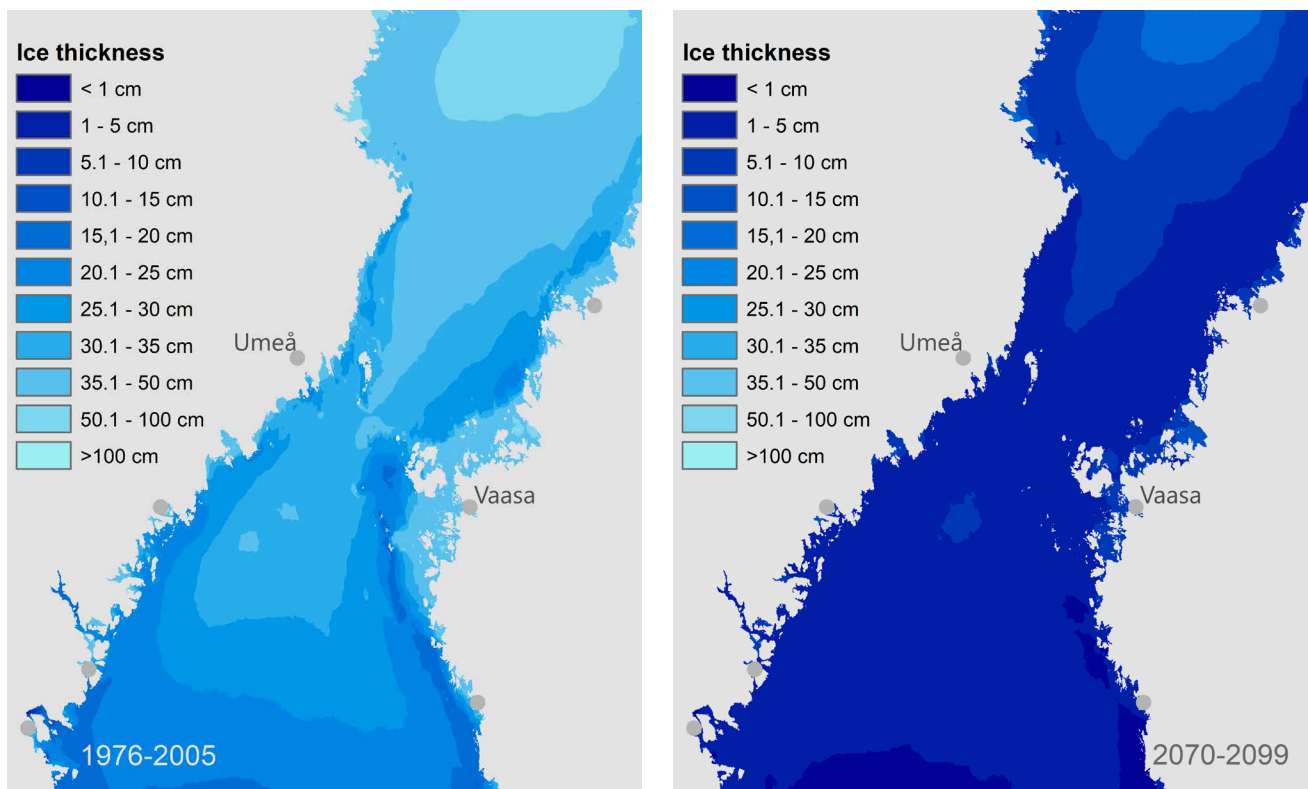 Ice thickness
< 1 cm
1 - 5 cm
5.1 - 10 cm
10.1 - 15 cm
15,1 - 20 cm
20.1 - 25 cm
25.1 - 30 cm
30.1 - 35 cm
35.1 - 50 cm
50.1 - 100 cm
>100 cm
Umeå
Vaasa
1976-2005
Ice thickness
< 1 cm
1 - 5 cm
5.1 - 10 cm
10.1 - 15 cm
15,1 - 20 cm
20.1 - 25 cm
25.1 - 30 cm
30.1 - 35 cm
35.1 - 50 cm
50.1 - 100 cm
>100 cm
Umeå
Vaasa
2070-2099